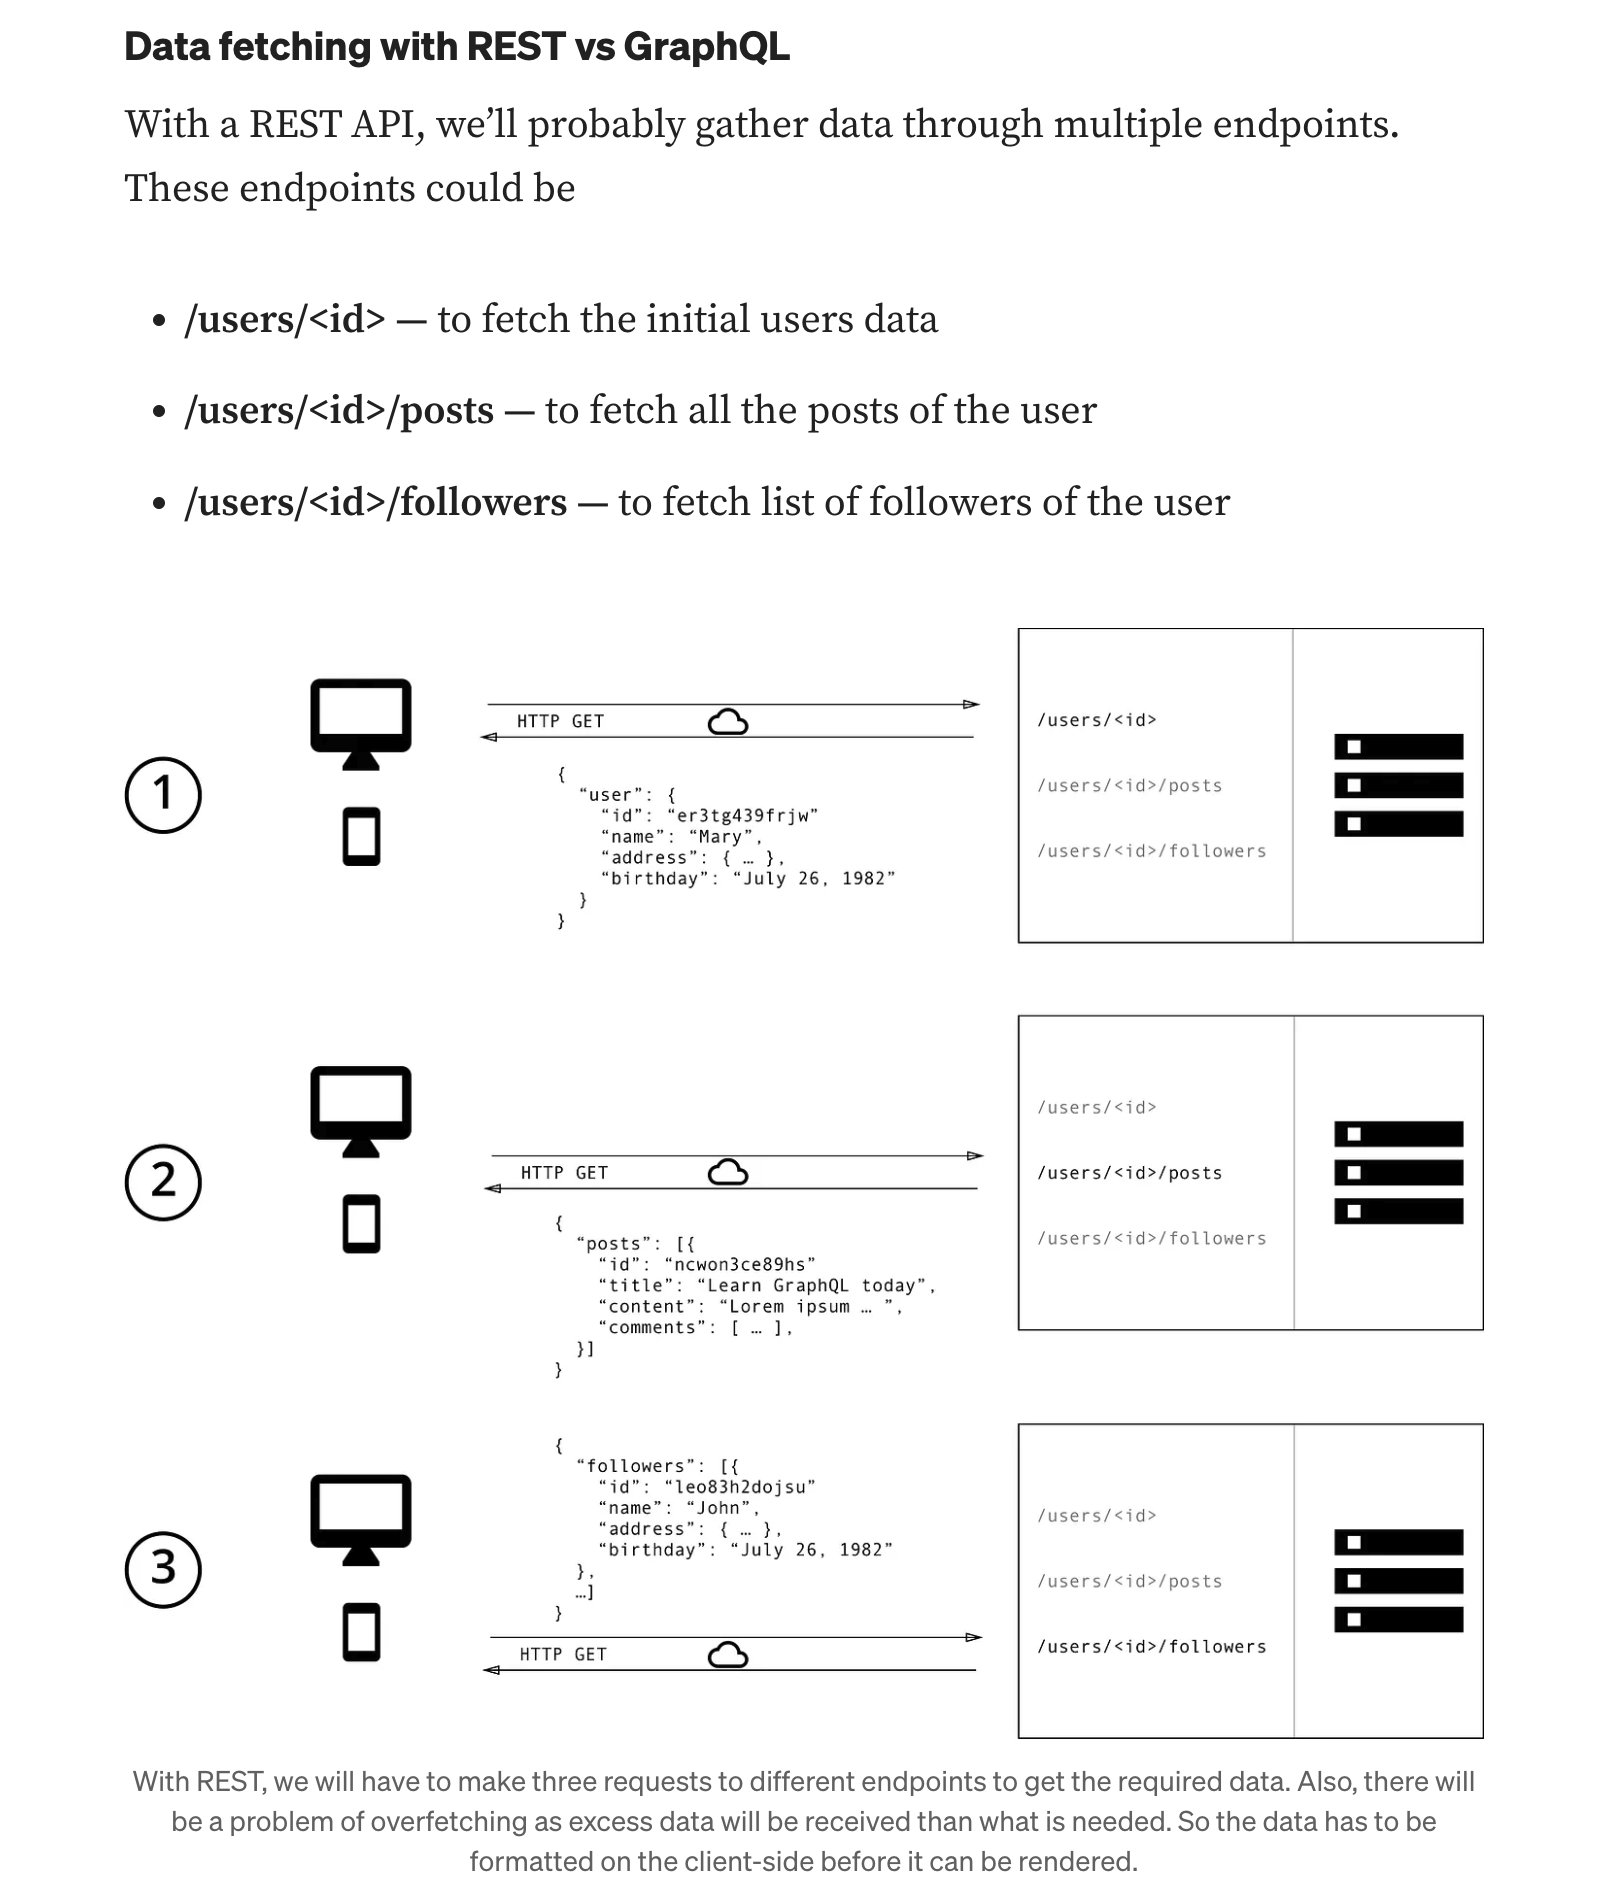 Data fetching with REST vs GraphQL
With a REST API, we’ll probably gather data through multiple endpoints.
These endpoints could be
• /users/<id> — to fetch the initial users data
• /users/<id>/posts — to fetch all the posts of the user
• /users/<id>/followers — to fetch list of followers of the user
1
HTTP GET
{
“user”: {
“id”: “er3tg439frjw”
“name”: “Mary”,
“address”: { … },
“birthday”: “July 26, 1982”
}
}
/users/<id>
/users/<id>/posts
/users/<id>/followers
2
HTTP GET
{
“posts”: [{
“id”: “ncwon3ce89hs”
“title”: “Learn GraphQL today”,
“content”: “Lorem ipsum … ”,
“comments”: [ … ],
}]
}
/users/<id>
/users/<id>/posts
/users/<id>/followers
3
{
“followers”: [{
“id”: “leo83h2dojsu”
“name”: “John”,
“address”: { … },
“birthday”: “July 26, 1982”
},
…]
}
HTTP GET
/users/<id>
/users/<id>/posts
/users/<id>/followers
With REST, we will have to make three requests to different endpoints to get the required data. Also, there will
be a problem of overfetching as excess data will be received than what is needed. So the data has to be
formatted on the client-side before it can be rendered.